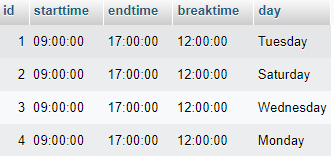 id starttime endtime breaktime day
1 09:00:00 17:00:00 12:00:00 Tuesday
2 09:00:00 17:00:00 12:00:00 Saturday
3 09:00:00 17:00:00 12:00:00 Wednesday
4 09:00:00 17:00:00 12:00:00 Monday